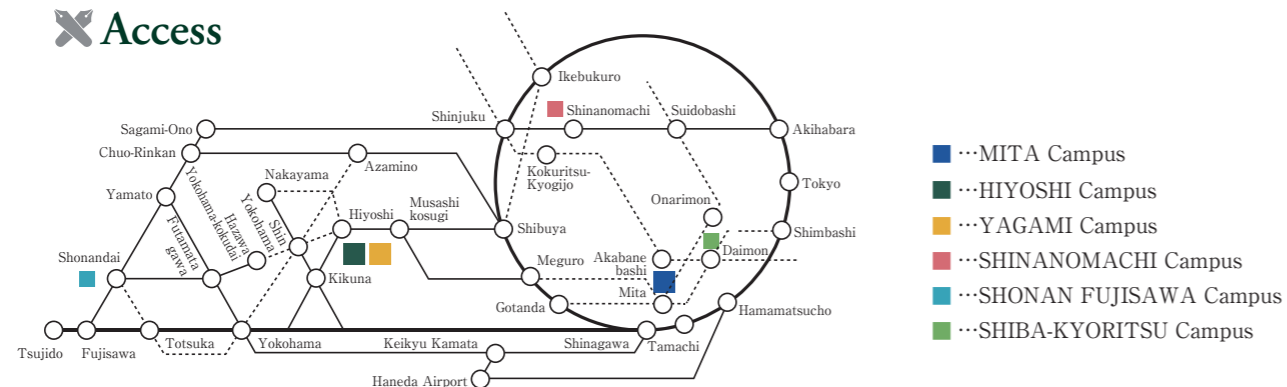 Access
Ikebukuro
Shinjuku
Shinanomachi
Suidobashi
Akihabara
Sagami-Ono
Chuo-Rinkan
Azamino
Kokuritsu-
Kyogijo
Nakayama
Tokyo
Yamato
Yokohama-kokudai
Hazawa
Shin
Yokohama
Hiyoshi
Musashi
kosugi
Onarimon
Shibuya
Shimbashi
Futamata
gawa
Shonandai
Kikuna
Meguro
Akabane
bashi
Daimon
Gotanda
Mita
Hamamatsucho
Tsujido
Fujisawa
Totsuka
Yokohama
Keikyu Kamata
Shinagawa
Tamachi
Haneda Airport
…MITA Campus
…HIYOSHI Campus
…YAGAMI Campus
…SHINANOMACHI Campus
…SHONAN FUJISAWA Campus
…SHIBA-KYORITSU Campus